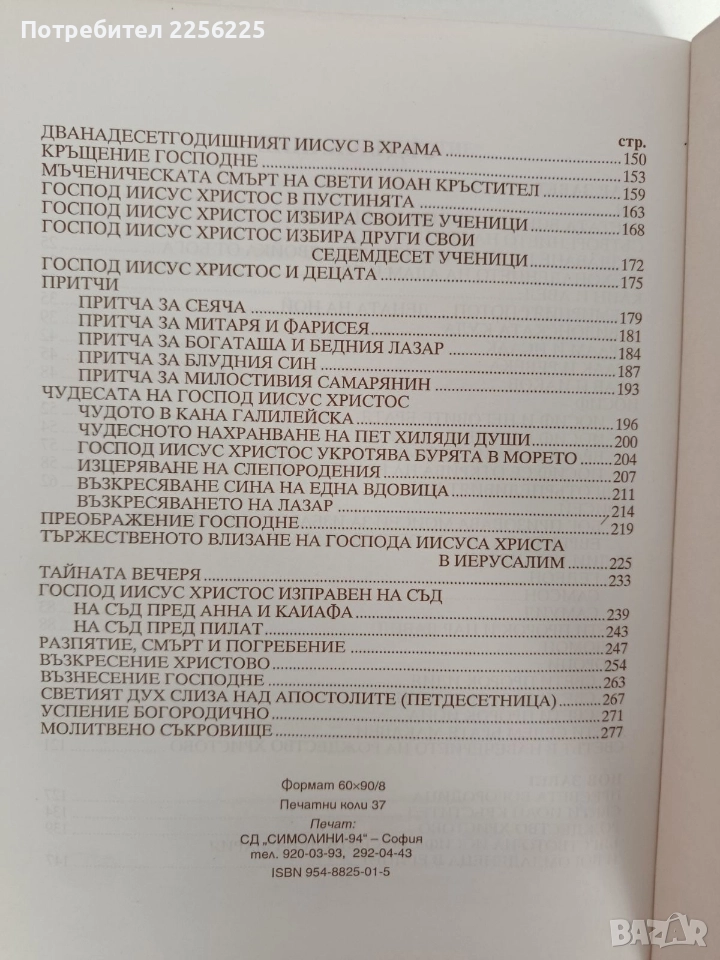 Потребител 2256225
стр.
ДВАНАДЕСЕТГОДИШНИЯТ ИИСУС В ХРАМА 150
КРЪЩЕНИЕ ГОСПОДНЕ 153
МЪЧЕНИЧЕСКАТА СМЪРТ НА СВЕТИ ИОАН КРЪСТИТЕЛ 159
ГОСПОД ИИСУС ХРИСТОС В ПУСТИНЯТА 163
ГОСПОД ИИСУС ХРИСТОС ИЗБИРА СВОИТЕ УЧЕНИЦИ 168
ГОСПОД ИИСУС ХРИСТОС ИЗБИРА ДРУГИ СВОИ
СЕДЕМДЕСЕТ УЧЕНИЦИ 172
ГОСПОД ИИСУС ХРИСТОС И ДЕЦАТА 175
ПРИТЧИ
ПРИТЧА ЗА СЕЯЧА 179
ПРИТЧА ЗА МИТАРЯ И ФАРИСЕЯ 181
ПРИТЧА ЗА БОГАТАША И БЕДНИЯ ЛАЗАР 184
ПРИТЧА ЗА БЛУДНИЯ СИН 187
ПРИТЧА ЗА МИЛОСТИВИЯ САМАРЯНИН 193
ЧУДЕСАТА НА ГОСПОД ИИСУС ХРИСТОС
ЧУДОТО В КАНА ГАЛИЛЕЙСКА 196
ЧУДЕСНОТО НАХРАНВАНЕ НА ПЕТ ХИЛЯДИ ДУШИ 200
ГОСПОД ИИСУС ХРИСТОС УКРОТЯВА БУРЯТА В МОРЕТО 204
ИЗЦЕРЯВАНЕ НА СЛЕПОРОДЕНИЯ 207
ВЪЗКРЕСЯВАНЕ СИНА НА ЕДНА ВДОВИЦА 211
ВЪЗКРЕСЯВАНЕТО НА ЛАЗАР 214
ПРЕОБРАЖЕНИЕ ГОСПОДНЕ 219
ТЪРЖЕСТВЕНОТО ВЛИЗАНЕ НА ГОСПОДА ИИСУСА ХРИСТА
В ИЕРУСАЛИМ 225
ТАЙНАТА ВЕЧЕРЯ 233
ГОСПОД ИИСУС ХРИСТОС ИЗПРАВЕН НА СЪД
НА СЪД ПРЕД АННА И КАИАФА 239
НА СЪД ПРЕД ПИЛАТ 243
РАЗПЯТИЕ, СМЪРТ И ПОГРЕБЕНИЕ 247
ВЪЗКРЕСЕНИЕ ХРИСТОВО 254
ВЪЗНЕСЕНИЕ ГОСПОДНЕ 263
СВЕТИЯТ ДУХ СЛИЗА НАД АПОСТОЛИТЕ (ПЕТДЕСЕТНИЦА) 267
УСПЕНИЕ БОГОРОДИЧНО 271
МОЛИТВЕНО СЪКРОВИЩЕ 277
Формат 60×90/8
Печатни коли 37
Печат:
СД „СИМОЛИНИ-94“ – София
тел. 920-03-93, 292-04-43
ISBN 954-8825-01-5
BAZAR